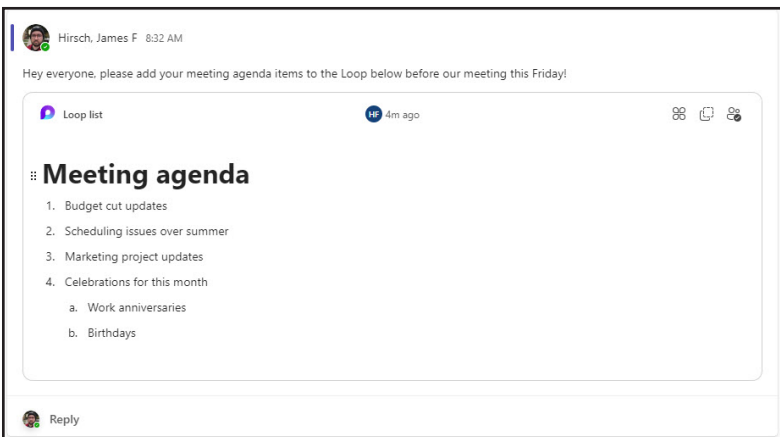 Hirsch, James F 8:32 AM
Hey everyone, please add your meeting agenda items to the Loop below before our meeting this Friday!
Loop list HF 4m ago
Meeting agenda
1. Budget cut updates
2. Scheduling issues over summer
3. Marketing project updates
4. Celebrations for this month
a. Work anniversaries
b. Birthdays
Reply